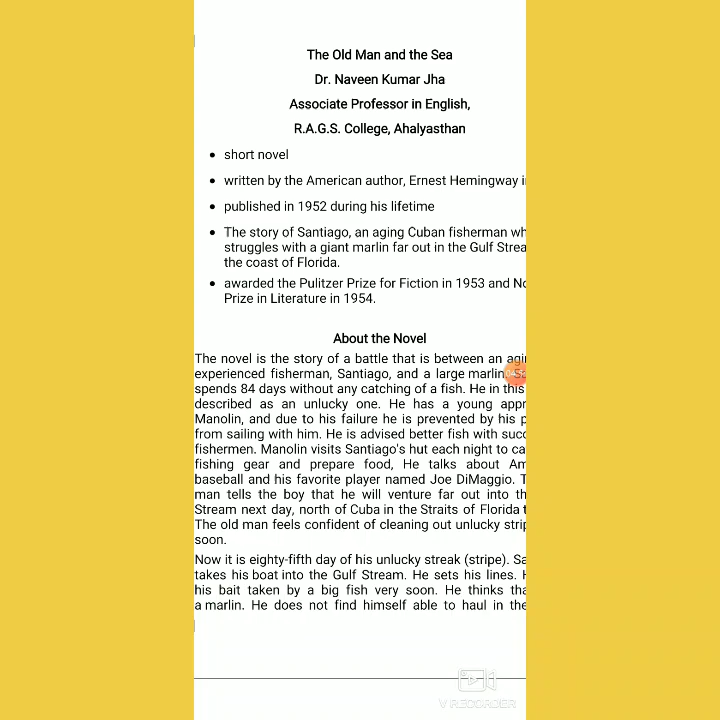 The Old Man and the Sea
Dr. Naveen Kumar Jha
Associate Professor in English,
R.A.G.S. College, Ahalyasthan
• short novel
• written by the American author, Ernest Hemingway
• published in 1952 during his lifetime
• The story of Santiago, an aging Cuban fisherman
struggles with a giant marlin far out in the Gulf
the coast of Florida.
• awarded the Pulitzer Prize for Fiction in 1953 and
Prize in Literature in 1954.
About the Novel
The novel is the story of a battle that is between an
experienced fisherman, Santiago, and a large marlin.
spends 84 days without any catching of a fish. He in this
described as an unlucky one. He has a young
Manolin, and due to his failure he is prevented by his
from sailing with him. He is advised better fish with
fishermen. Manolin visits Santiago's hut each night to
fishing gear and prepare food, He talks about
baseball and his favorite player named Joe DiMaggio.
man tells the boy that he will venture far out into
Stream next day, north of Cuba in the Straits of Florida
The old man feels confident of cleaning out unlucky
soon.
Now it is eighty-fifth day of his unlucky streak (stripe).
takes his boat into the Gulf Stream. He sets his lines.
his bait taken by a big fish very soon. He thinks
a marlin. He does not find himself able to haul in the
V RECORDER